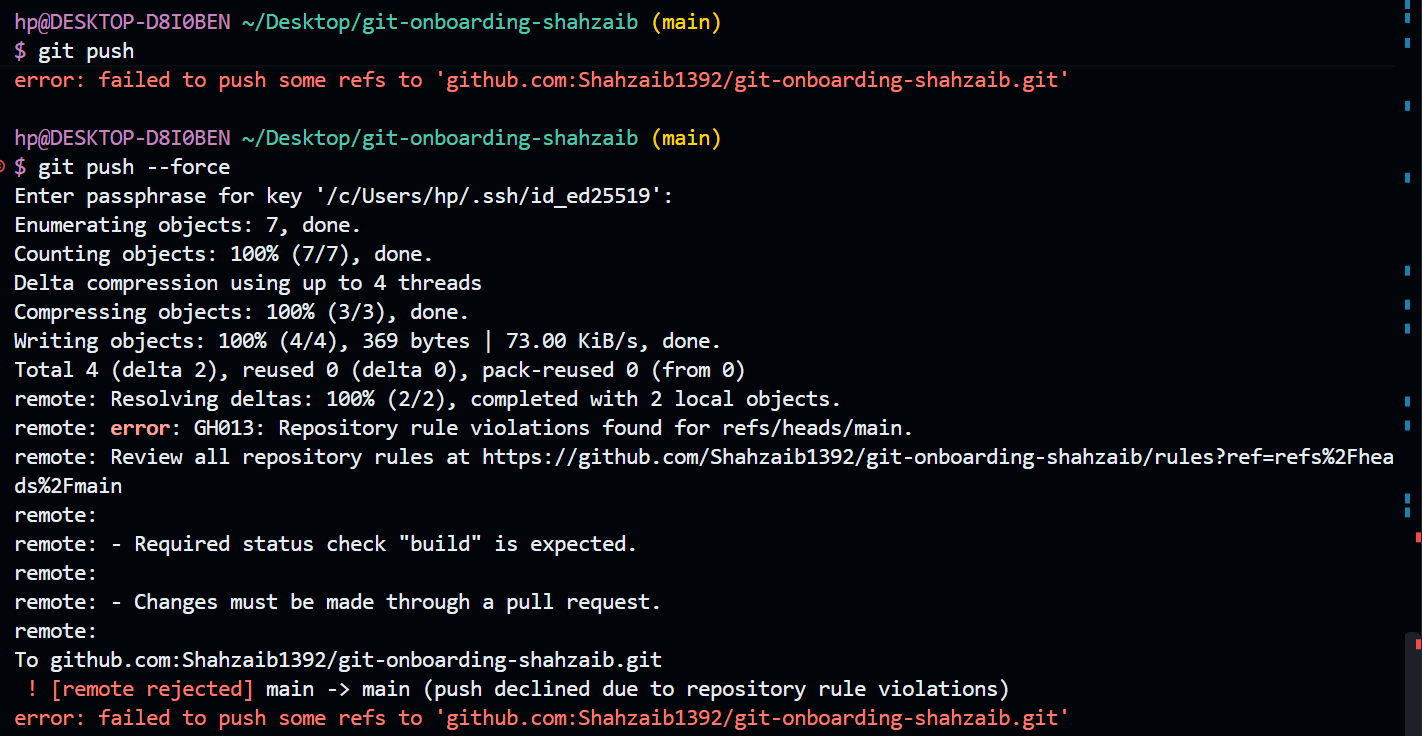 hp@DESKTOP-D8I0BEN ~/Desktop/git-onboarding-shahzaib (main)
$ git push
error: failed to push some refs to 'github.com:Shahzaib1392/git-onboarding-shahzaib.git'
hp@DESKTOP-D8I0BEN ~/Desktop/git-onboarding-shahzaib (main)
$ git push --force
Enter passphrase for key '/c/Users/hp/.ssh/id_ed25519':
Enumerating objects: 7, done.
Counting objects: 100% (7/7), done.
Delta compression using up to 4 threads
Compressing objects: 100% (3/3), done.
Writing objects: 100% (4/4), 369 bytes | 73.00 KiB/s, done.
Total 4 (delta 2), reused 0 (delta 0), pack-reused 0 (from 0)
remote: Resolving deltas: 100% (2/2), completed with 2 local objects.
remote: error: GH013: Repository rule violations found for refs/heads/main.
remote: Review all repository rules at https://github.com/Shahzaib1392/git-onboarding-shahzaib/rules?ref=refs%2Fhea
ds%2Fmain
remote:
remote: - Required status check "build" is expected.
remote:
remote: - Changes must be made through a pull request.
remote:
To github.com:Shahzaib1392/git-onboarding-shahzaib.git
 ! [remote rejected] main -> main (push declined due to repository rule violations)
error: failed to push some refs to 'github.com:Shahzaib1392/git-onboarding-shahzaib.git'